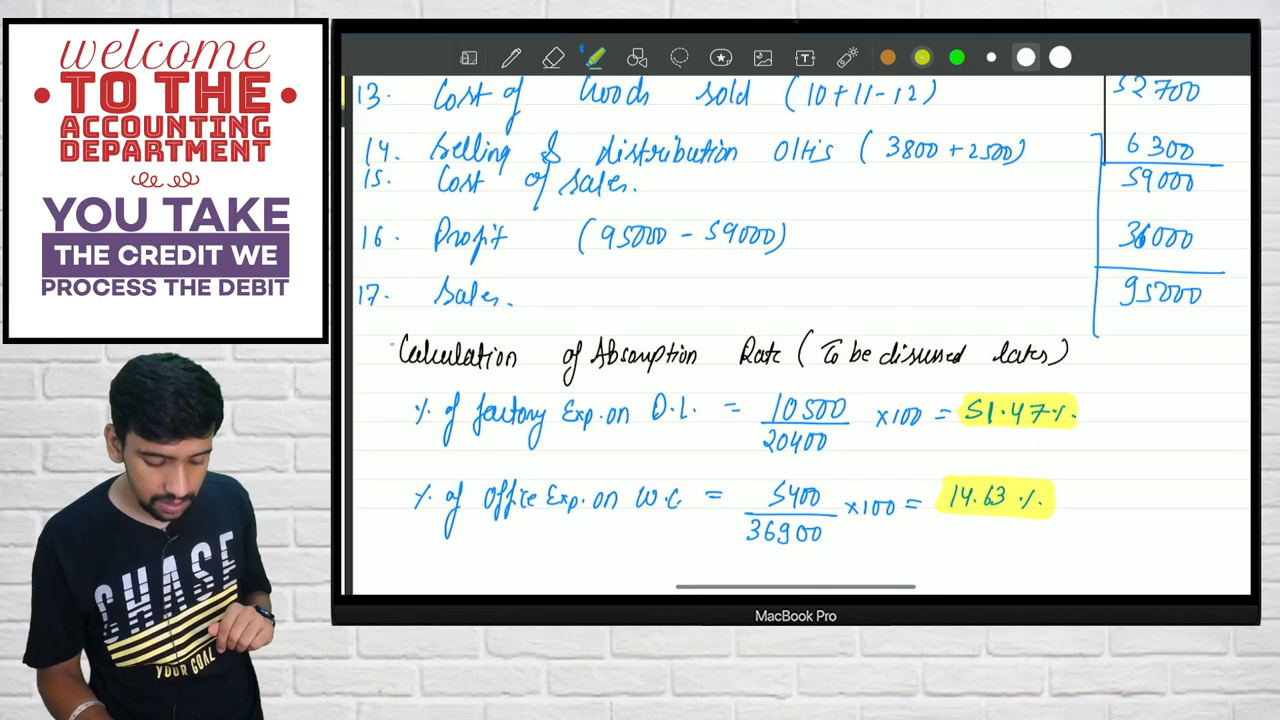 welcome
TO THE
ACCOUNTING
DEPARTMENT
YOU TAKE
THE CREDIT WE
PROCESS THE DEBIT
13. Cost of Goods sold (10+11-12) 52700
14. Selling & distribution O/Hs (3800+2500) 6300
15. Cost of sales. 59000
16. Profit (95000 - 59000) 36000
17. Sales. 95000
Calculation of Absorption Rate (To be discussed later)
% of factory Exp. on D.L. = 10500 / 20400 ×100 = 51.47%.
% of Office Exp. on W.C. = 5400 / 36900 ×100 = 14.63 %.
MacBook Pro
CHASE
YOUR GOAL